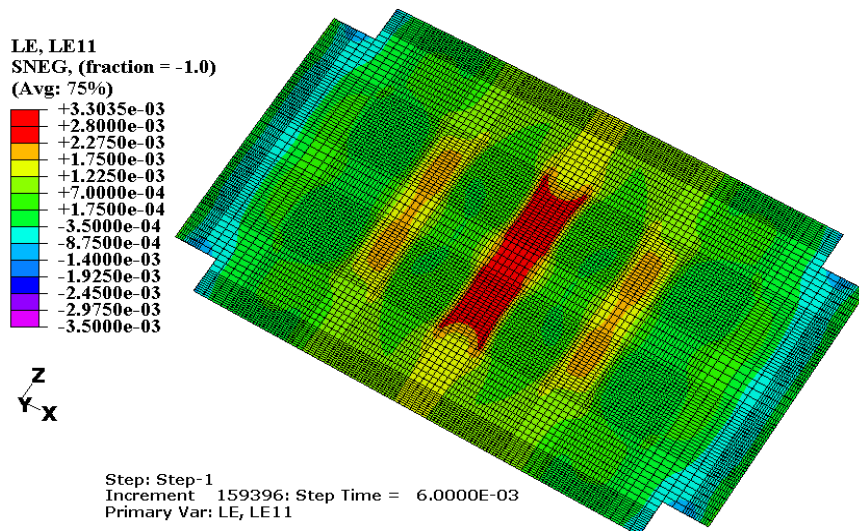 LE, LE11
SNEG, (fraction = -1.0)
(Avg: 75%)
+3.3035e-03
+2.8000e-03
+2.2750e-03
+1.7500e-03
+1.2250e-03
+7.0000e-04
+1.7500e-04
-3.5000e-04
-8.7500e-04
-1.4000e-03
-1.9250e-03
-2.4500e-03
-2.9750e-03
-3.5000e-03
Z
Y X
Step: Step-1
Increment 159396: Step Time = 6.0000E-03
Primary Var: LE, LE11